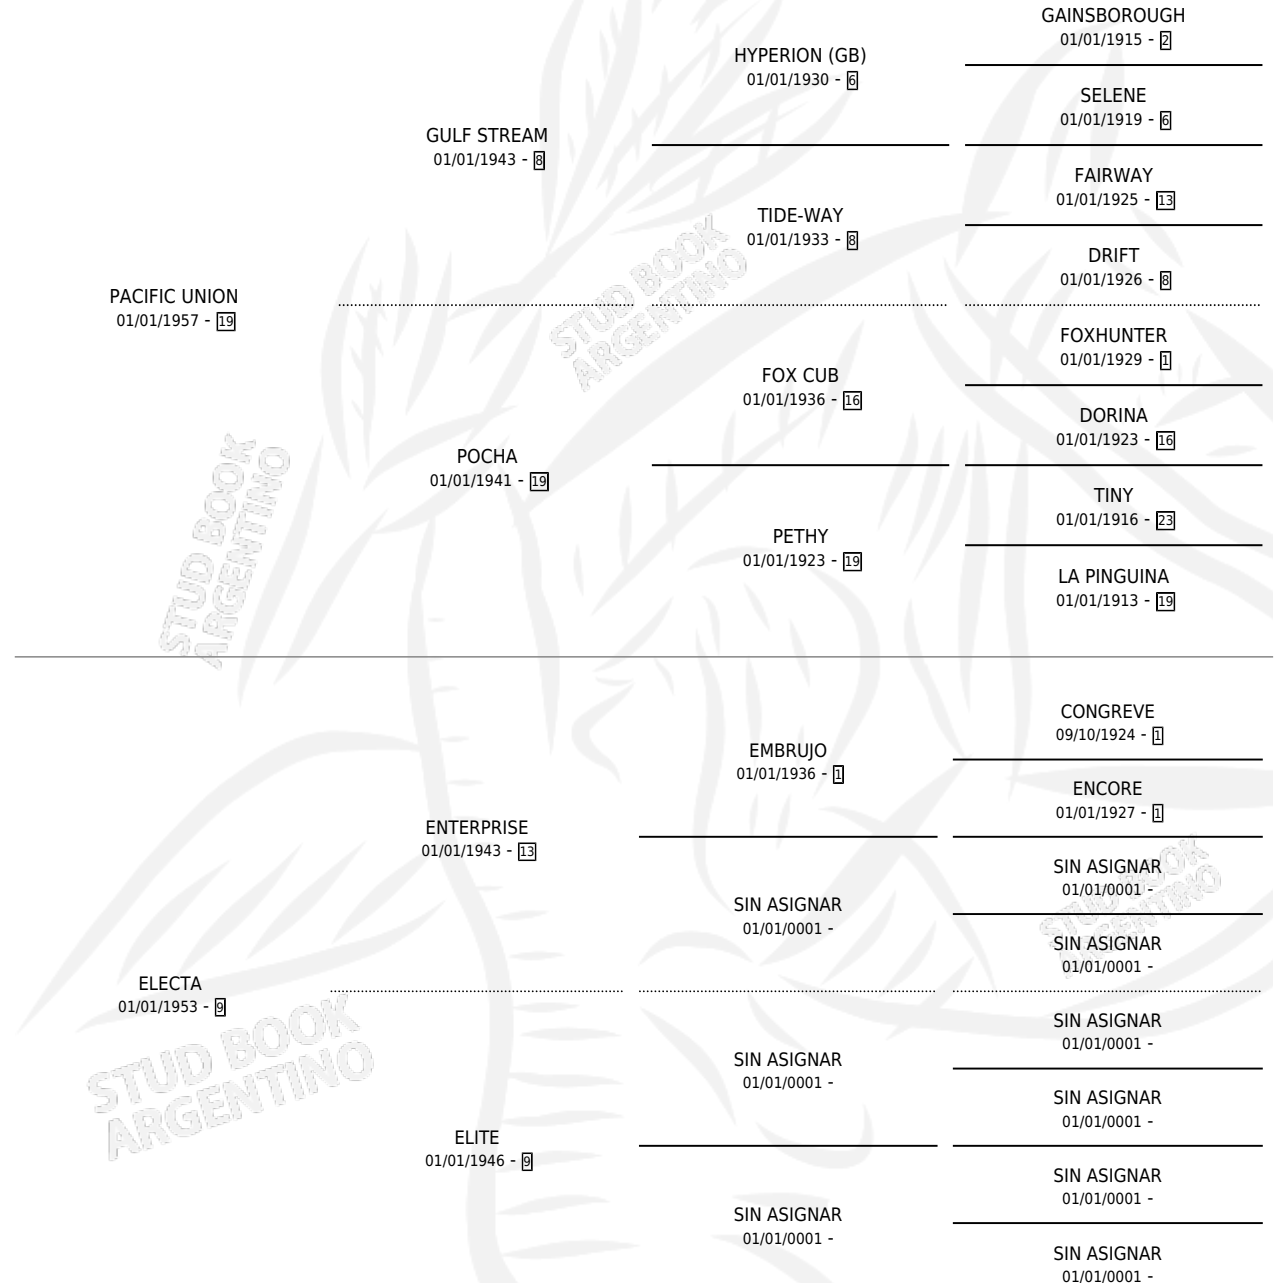 GAINSBOROUGH
01/01/1915 - 2
HYPERION (GB)
01/01/1930 - 6
SELENE
01/01/1919 - 6
GULF STREAM
01/01/1943 - 8
FAIRWAY
01/01/1925 - 13
TIDE-WAY
01/01/1933 - 8
DRIFT
01/01/1926 - 8
PACIFIC UNION
01/01/1957 - 19
FOXHUNTER
01/01/1929 - 1
FOX CUB
01/01/1936 - 16
DORINA
01/01/1923 - 16
POCHA
01/01/1941 - 19
TINY
01/01/1916 - 23
PETHY
01/01/1923 - 19
LA PINGUINA
01/01/1913 - 19
CONGREVE
09/10/1924 - 1
EMBRUJO
01/01/1936 - 1
ENCORE
01/01/1927 - 1
ENTERPRISE
01/01/1943 - 13
SIN ASIGNAR
01/01/0001 -
SIN ASIGNAR
01/01/0001 -
SIN ASIGNAR
01/01/0001 -
ELECTA
01/01/1953 - 9
SIN ASIGNAR
01/01/0001 -
SIN ASIGNAR
01/01/0001 -
SIN ASIGNAR
01/01/0001 -
ELITE
01/01/1946 - 9
SIN ASIGNAR
01/01/0001 -
SIN ASIGNAR
01/01/0001 -
SIN ASIGNAR
01/01/0001 -
STUD BOOK
ARGENTINO
STUD BOOK
ARGENTINO
STUD BOOK
ARGENTINO
STUD BOOK
ARGENTINO